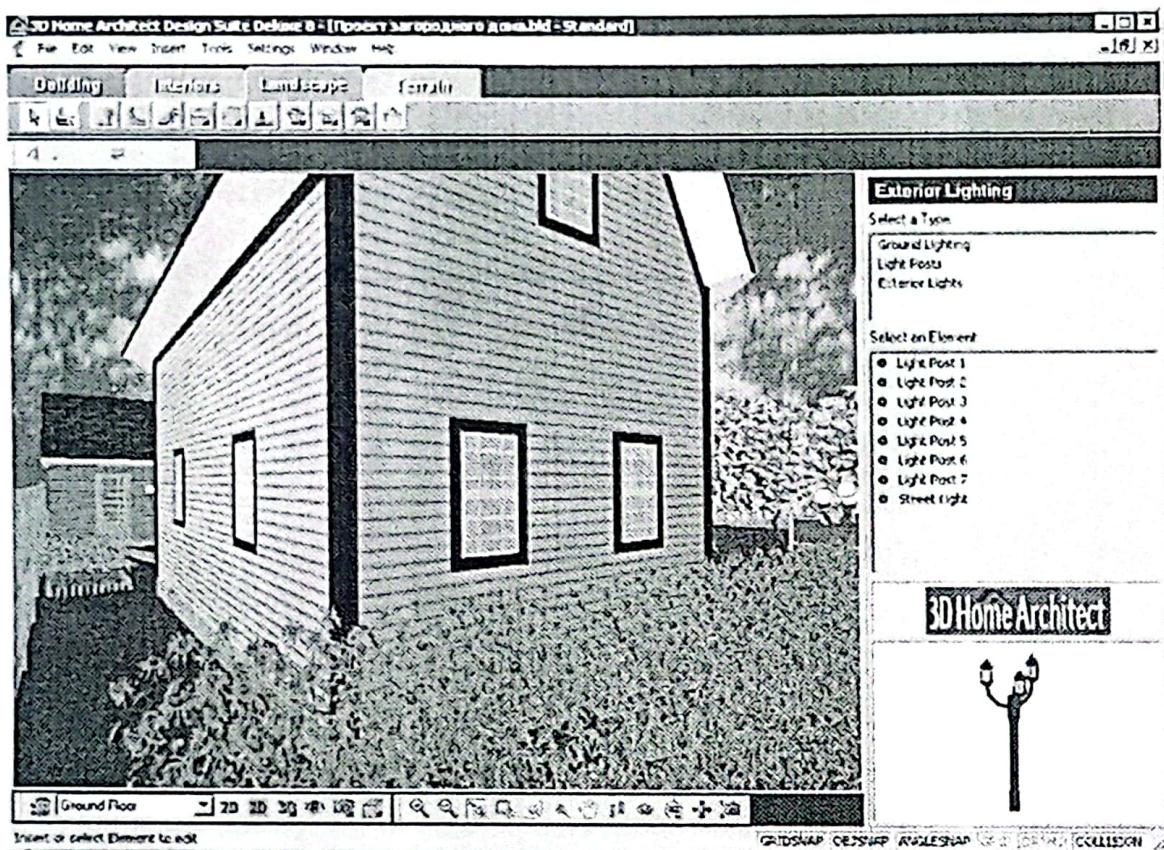 3D Home Architect Design Suite Deluxe 8 - [Проект загородного дома.bld - Standard]
File Edit View Insert Tools Settings Window Help
Building Interiors Landscape Terrain
Exterior Lighting
Select a Type
Ground Lighting
Light Posts
Exterior Lights
Select an Element
Light Post 1
Light Post 2
Light Post 3
Light Post 4
Light Post 5
Light Post 6
Light Post 7
Street Light
3D Home Architect
Ground Floor 2D 2D 3D
Insert or select Element to edit
GRIDSNAP OBJSNAP ANGLESNAP COLLISION